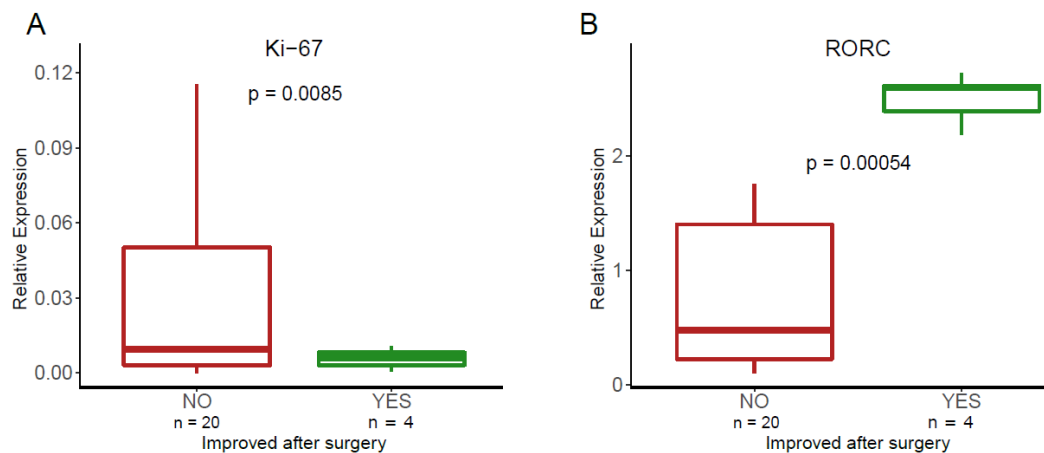 A
Ki−67
p = 0.0085
0.12
0.09
0.06
0.03
0.00
Relative Expression
NO
YES
n = 20
n = 4
Improved after surgery
B
RORC
p = 0.00054
2
1
0
Relative Expression
NO
YES
n = 20
n = 4
Improved after surgery